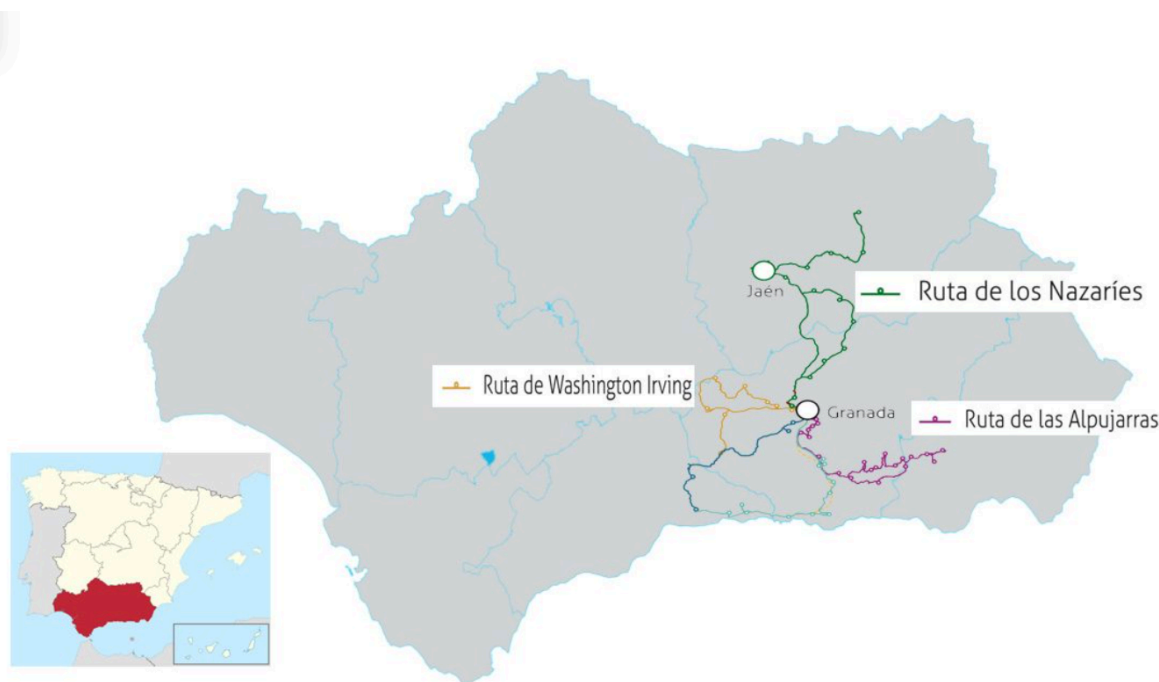 Jaén
Ruta de los Nazaríes
Ruta de Washington Irving
Granada
Ruta de las Alpujarras